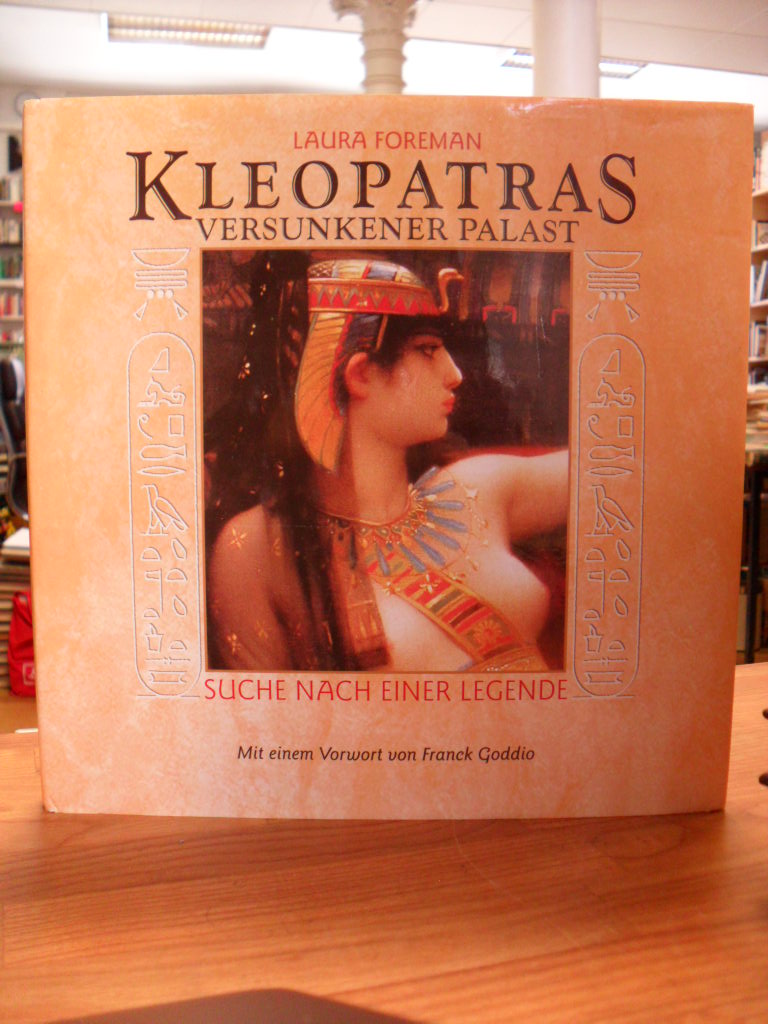 LAURA FOREMAN
KLEOPATRAS
VERSUNKENER PALAST
SUCHE NACH EINER LEGENDE
Mit einem Vorwort von Franck Goddio